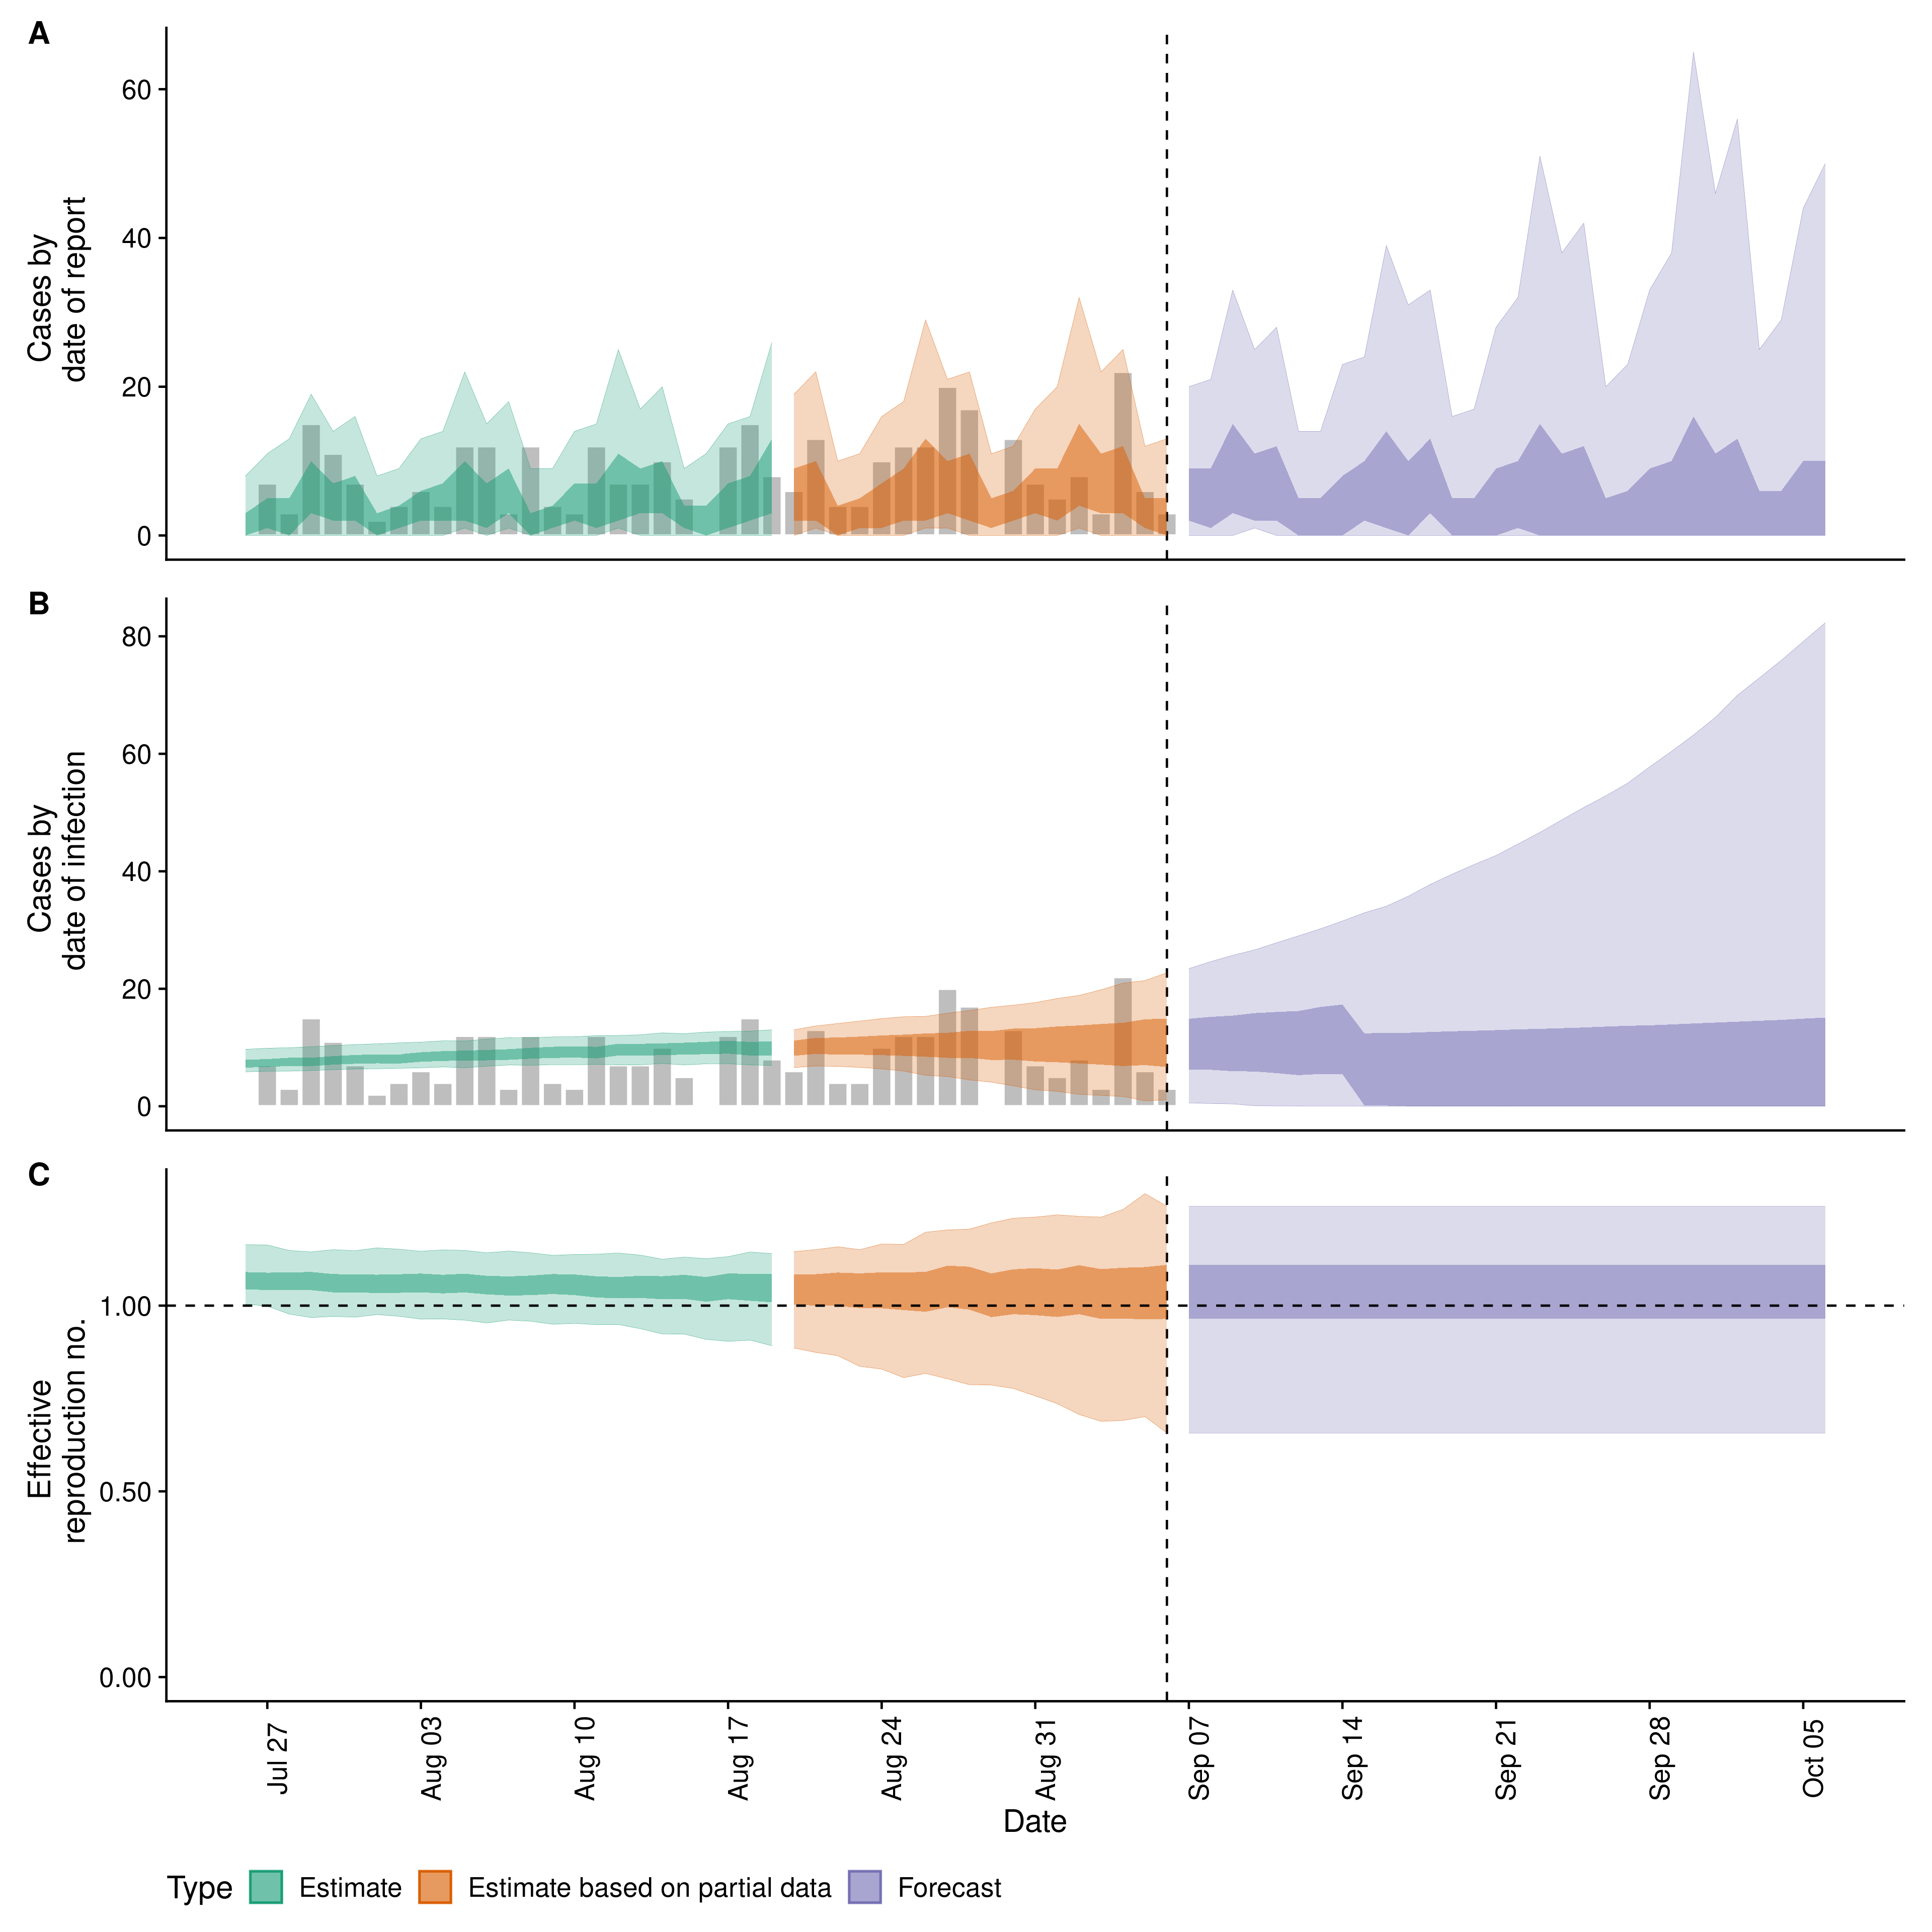 A
Cases by
date of report
60
40
20
0
B
Cases by
date of infection
80
60
40
20
0
C
Effective
reproduction no.
1.00
0.50
0.00
Jul 27
Aug 03
Aug 10
Aug 17
Aug 24
Aug 31
Sep 07
Sep 14
Sep 21
Sep 28
Oct 05
Date
Type Estimate Estimate based on partial data Forecast